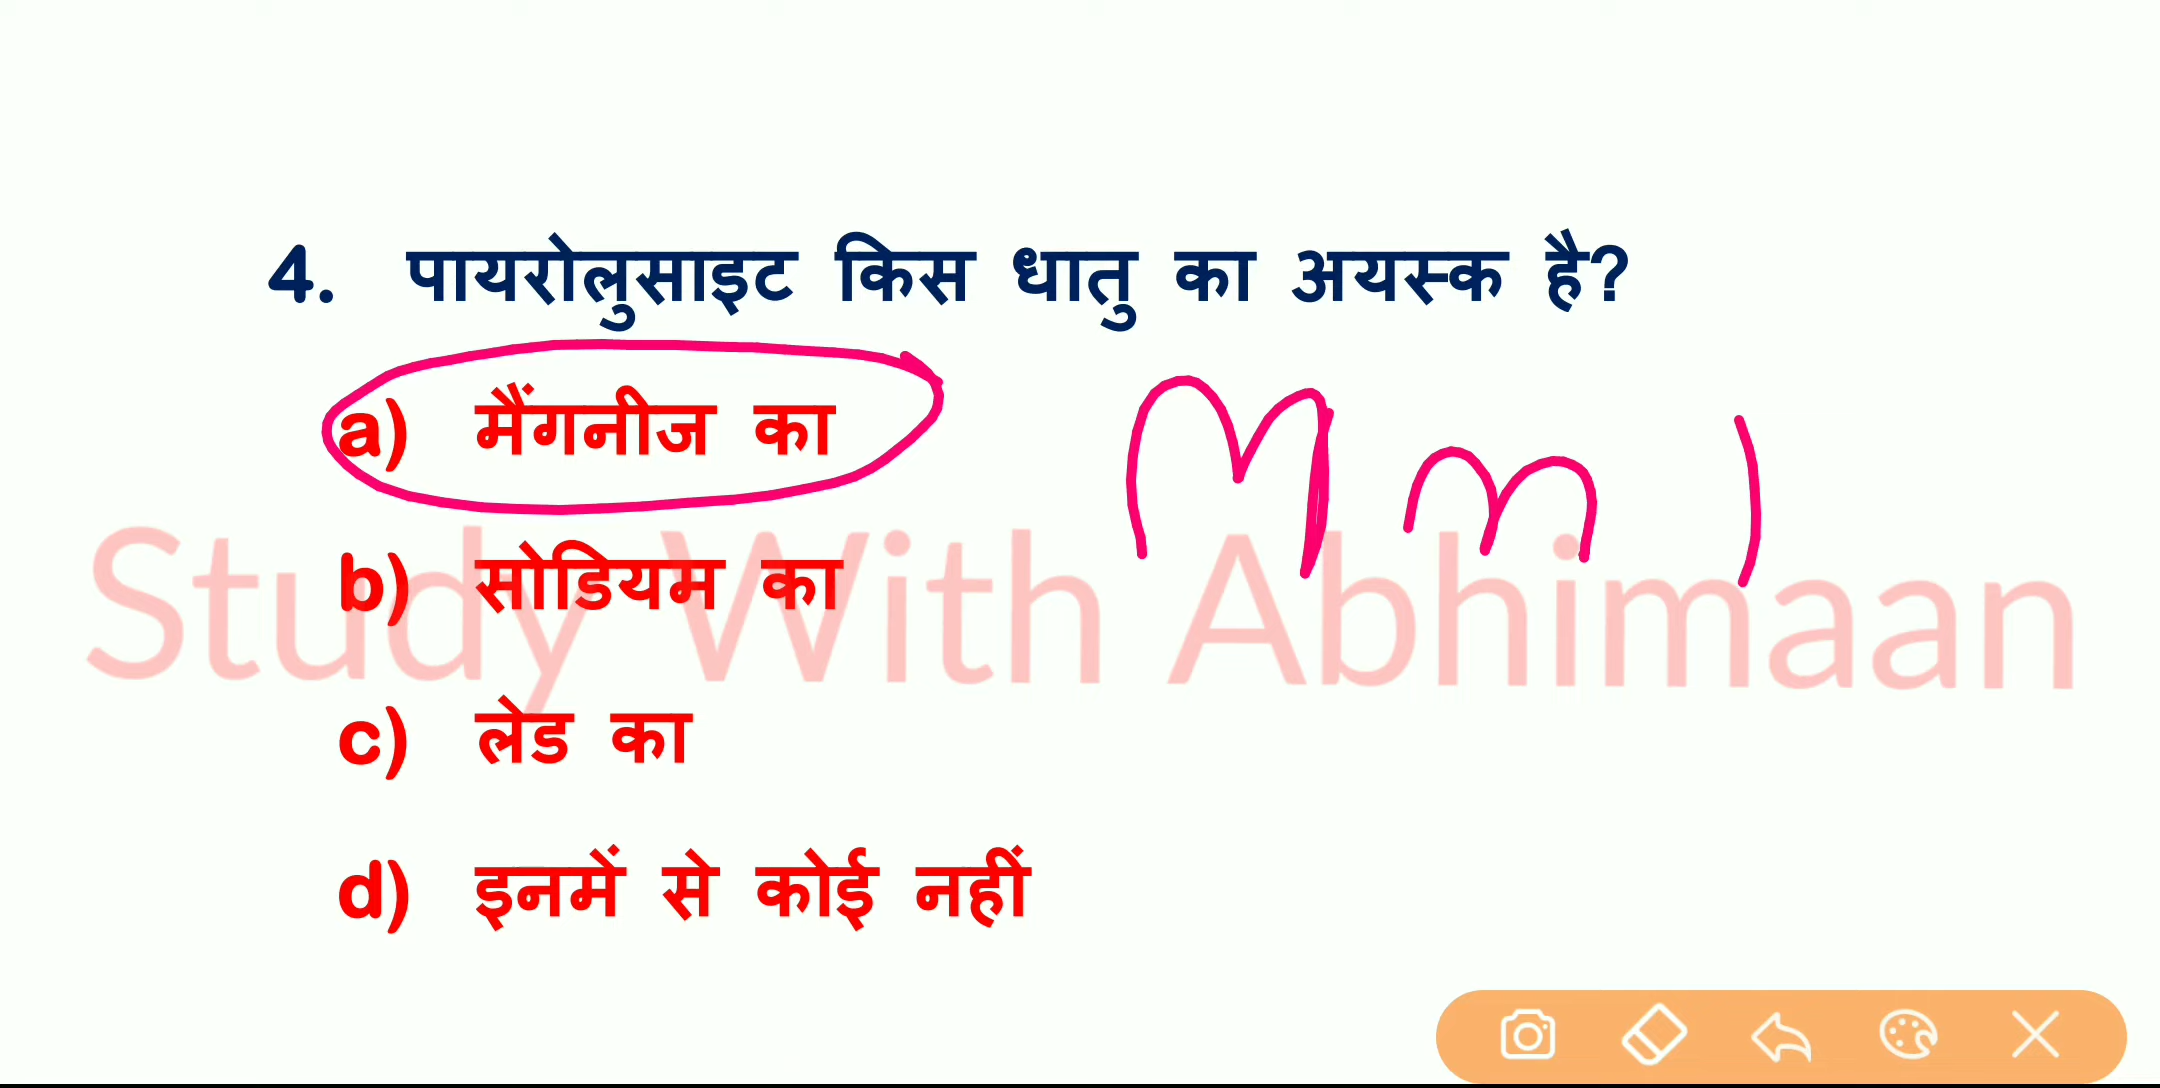 4. पायरोलुसाइट किस धातु का अयस्क है?
a) मैंगनीज का
Mn )
b) सोडियम का
Study With Abhimaan
c) लेड का
d) इनमें से कोई नहीं